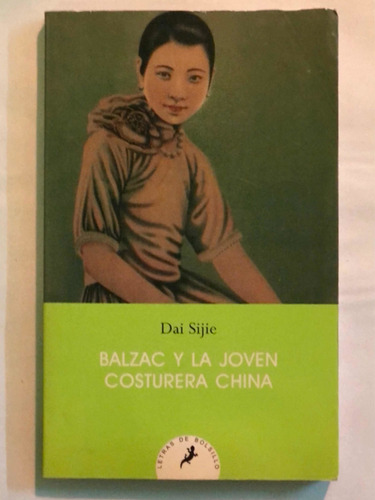 Dai Sijie
BALZAC Y LA JOVEN
COSTURERA CHINA
LETRAS DE BOLSILLO